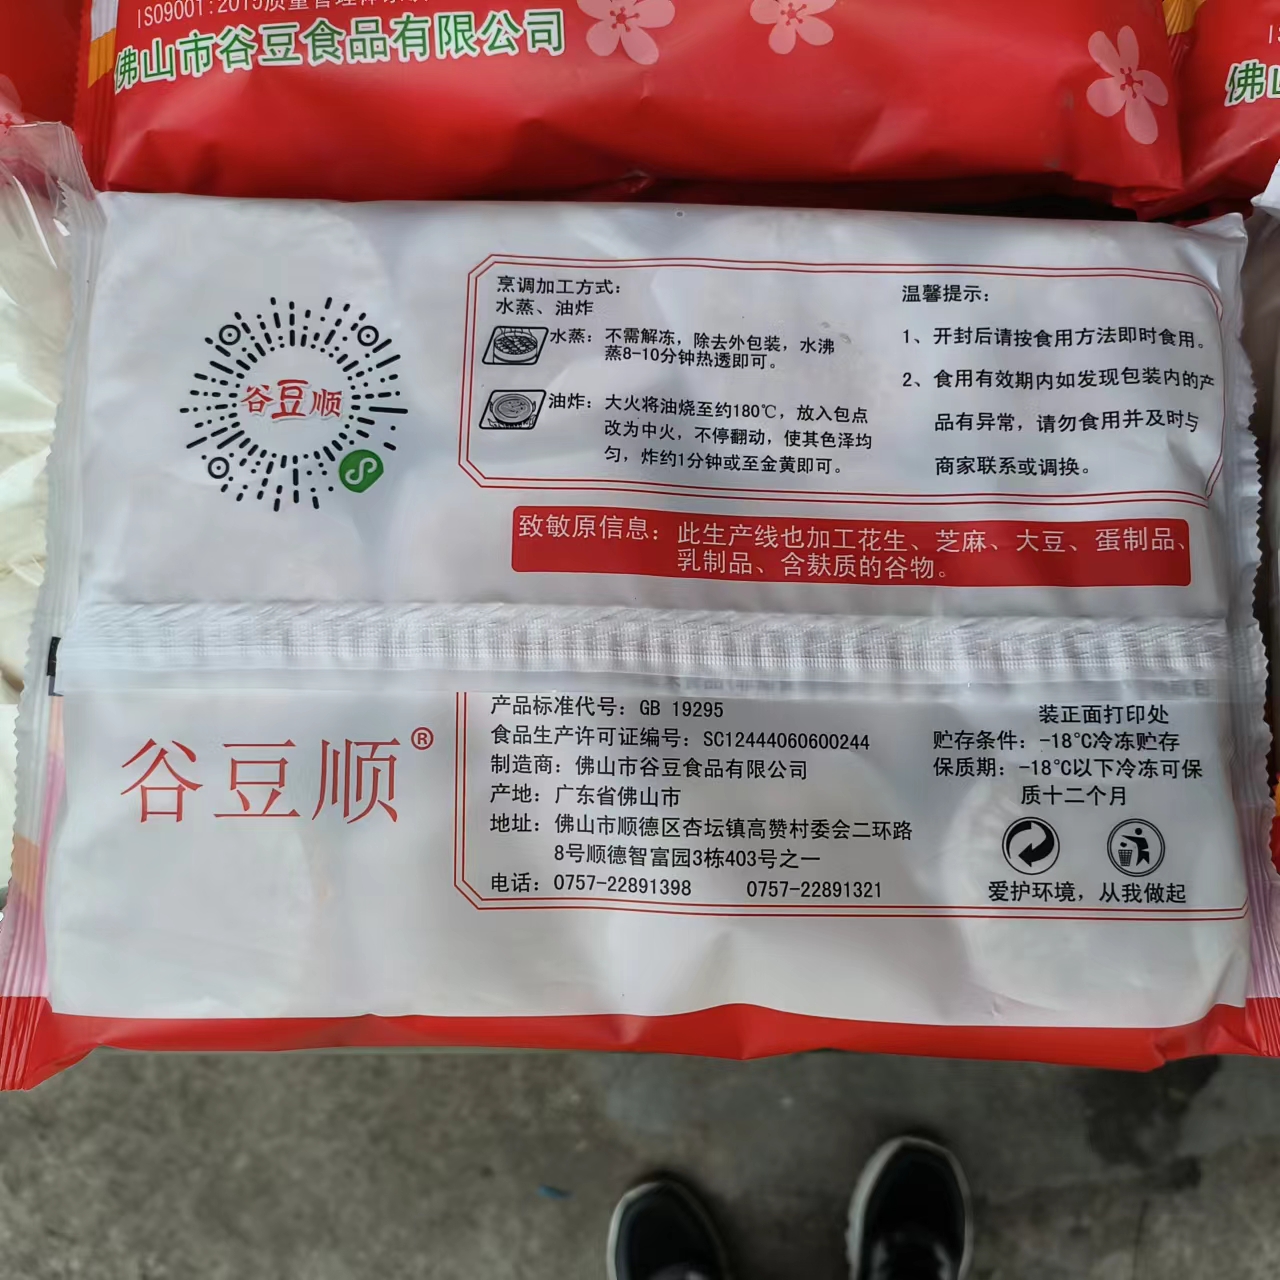 佛山市谷豆食品有限公司
佛
谷豆顺
烹调加工方式：
水蒸、油炸
水蒸：不需解冻，除去外包装，水沸
蒸8-10分钟热透即可。
油炸：大火将油烧至约180℃，放入包点
改为中火，不停翻动，使其色泽均
匀，炸约1分钟或至金黄即可。
温馨提示：
1、开封后请按食用方法即时食用。
2、食用有效期内如发现包装内的产
品有异常，请勿食用并及时与
商家联系或调换。
致敏原信息：此生产线也加工花生、芝麻、大豆、蛋制品、
乳制品、含麸质的谷物。
谷豆顺®
产品标准代号：GB 19295
食品生产许可证编号：SC12444060600244
制造商：佛山市谷豆食品有限公司
产地：广东省佛山市
地址：佛山市顺德区杏坛镇高赞村委会二环路
8号顺德智富园3栋403号之一
电话：0757-22891398 0757-22891321
装正面打印处
贮存条件：-18℃冷冻贮存
保质期：-18℃以下冷冻可保
质十二个月
爱护环境，从我做起